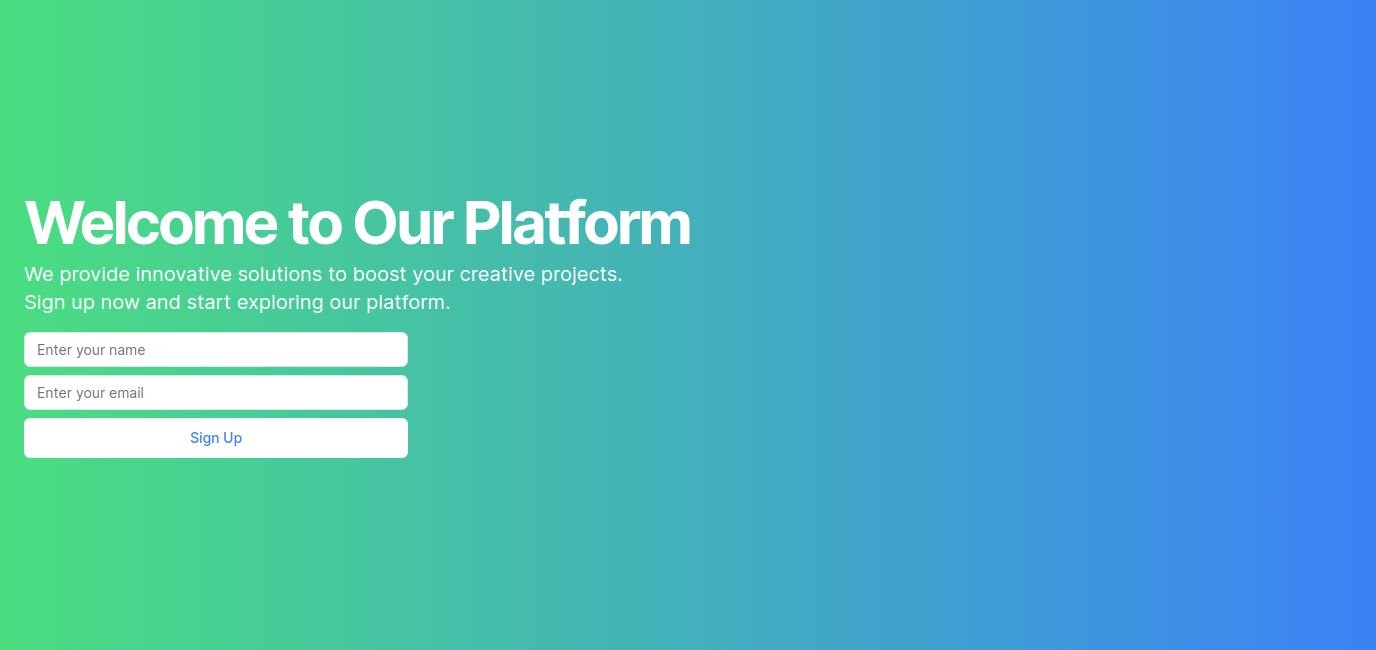 Welcome to Our Platform
We provide innovative solutions to boost your creative projects.
Sign up now and start exploring our platform.
Enter your name
Enter your email
Sign Up